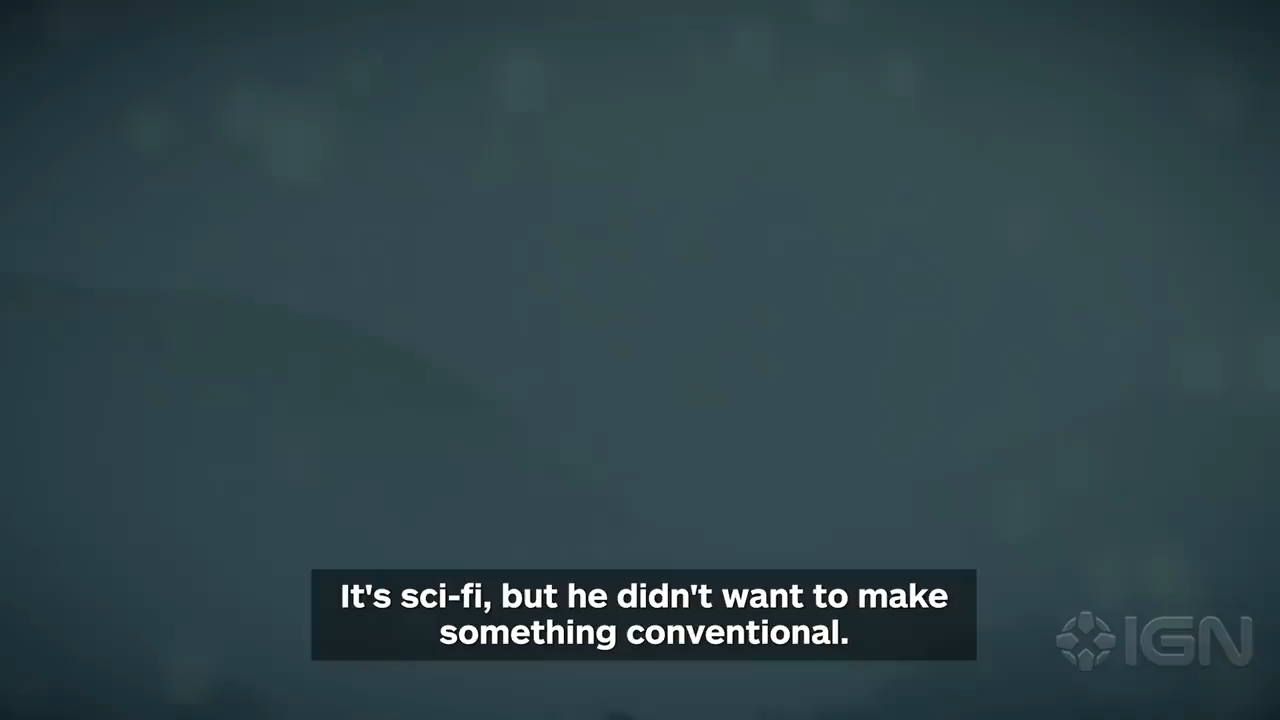 It's sci-fi, but he didn't want to make
something conventional.
IGN